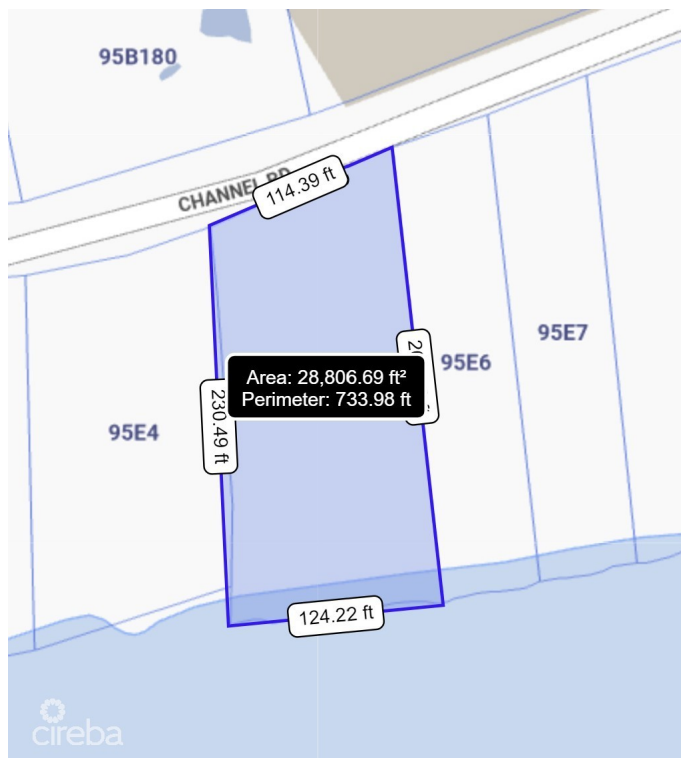 95B180
CHANNEL RD
114.39 ft
95E7
95E6
Area: 28,806.69 ft²
Perimeter: 733.98 ft
230.49 ft
95E4
124.22 ft
cireba